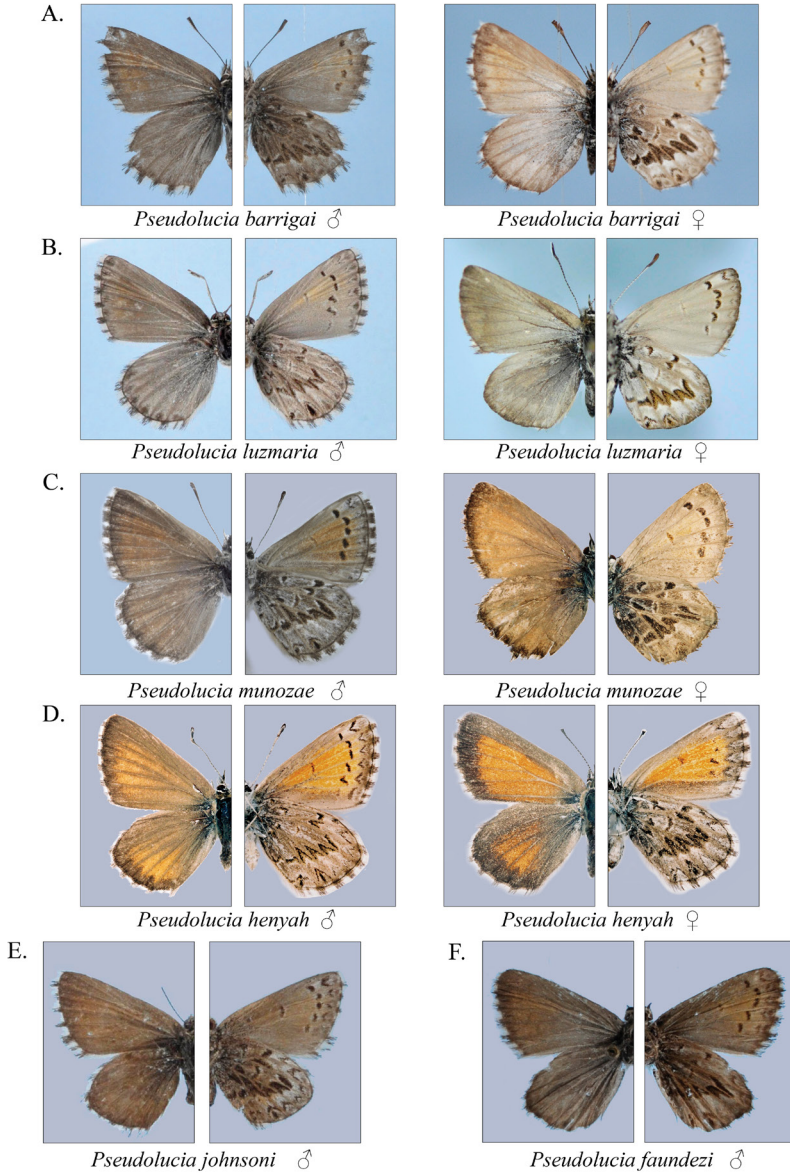 A.
Pseudolucia barrigai ♂ Pseudolucia barrigai ♀
B.
Pseudolucia luzmaria ♂ Pseudolucia luzmaria ♀
C.
Pseudolucia munozae ♂ Pseudolucia munozae ♀
D.
Pseudolucia henyah ♂ Pseudolucia henyah ♀
E. F.
Pseudolucia johnsoni ♂ Pseudolucia faundezi ♂